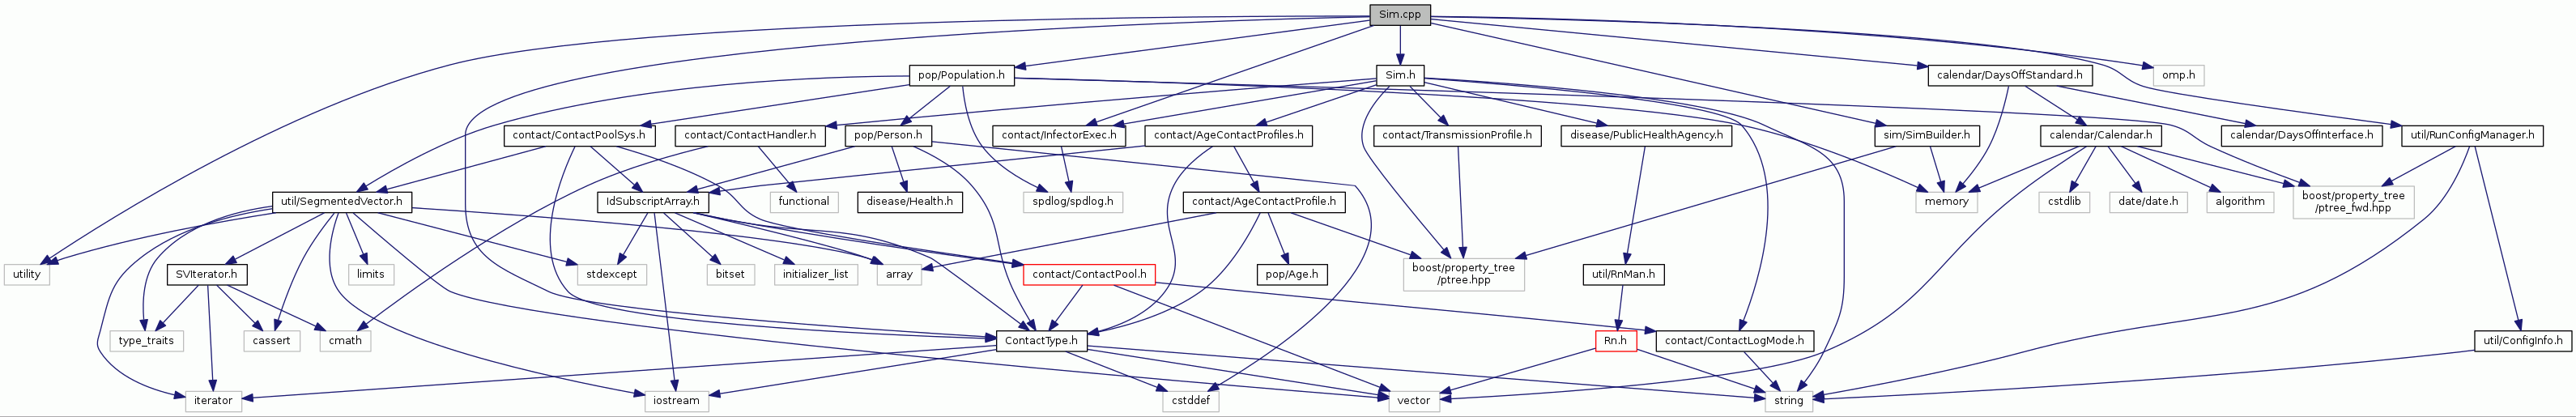 Sim.cpp
pop/Population.h
Sim.h
calendar/DaysOffStandard.h
omp.h
contact/ContactPoolSys.h
contact/ContactHandler.h
pop/Person.h
contact/InfectorExec.h
contact/AgeContactProfiles.h
contact/TransmissionProfile.h
disease/PublicHealthAgency.h
sim/SimBuilder.h
calendar/Calendar.h
calendar/DaysOffInterface.h
util/RunConfigManager.h
util/SegmentedVector.h
IdSubscriptArray.h
functional
disease/Health.h
spdlog/spdlog.h
contact/AgeContactProfile.h
memory
cstdlib
date/date.h
algorithm
boost/property_tree
/ptree_fwd.hpp
utility
SVIterator.h
limits
stdexcept
bitset
initializer_list
array
contact/ContactPool.h
pop/Age.h
boost/property_tree
/ptree.hpp
util/RnMan.h
type_traits
cassert
cmath
ContactType.h
Rn.h
contact/ContactLogMode.h
util/ConfigInfo.h
iterator
iostream
cstddef
vector
string